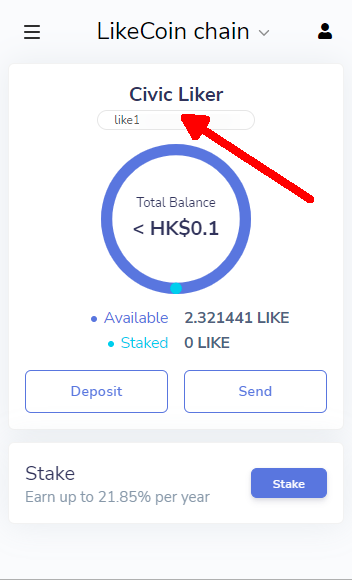 LikeCoin chain
Civic Liker
like1
Total Balance
< HK$0.1
Available 2.321441 LIKE
Staked 0 LIKE
Deposit Send
Stake
Earn up to 21.85% per year
Stake